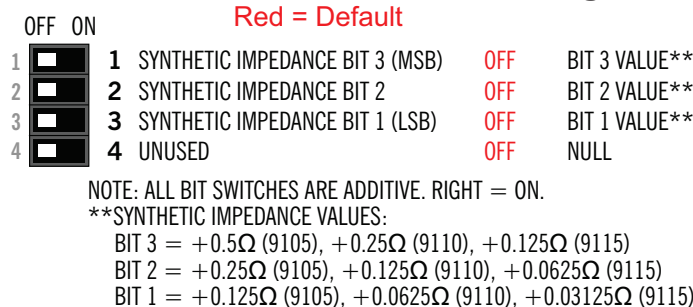 Red = Default
OFF ON
1 1 SYNTHETIC IMPEDANCE BIT 3 (MSB) OFF BIT 3 VALUE**
2 2 SYNTHETIC IMPEDANCE BIT 2 OFF BIT 2 VALUE**
3 3 SYNTHETIC IMPEDANCE BIT 1 (LSB) OFF BIT 1 VALUE**
4 4 UNUSED OFF NULL
NOTE: ALL BIT SWITCHES ARE ADDITIVE. RIGHT = ON.
**SYNTHETIC IMPEDANCE VALUES:
BIT 3 = +0.5Ω (9105), +0.25Ω (9110), +0.125Ω (9115)
BIT 2 = +0.25Ω (9105), +0.125Ω (9110), +0.0625Ω (9115)
BIT 1 = +0.125Ω (9105), +0.0625Ω (9110), +0.03125Ω (9115)